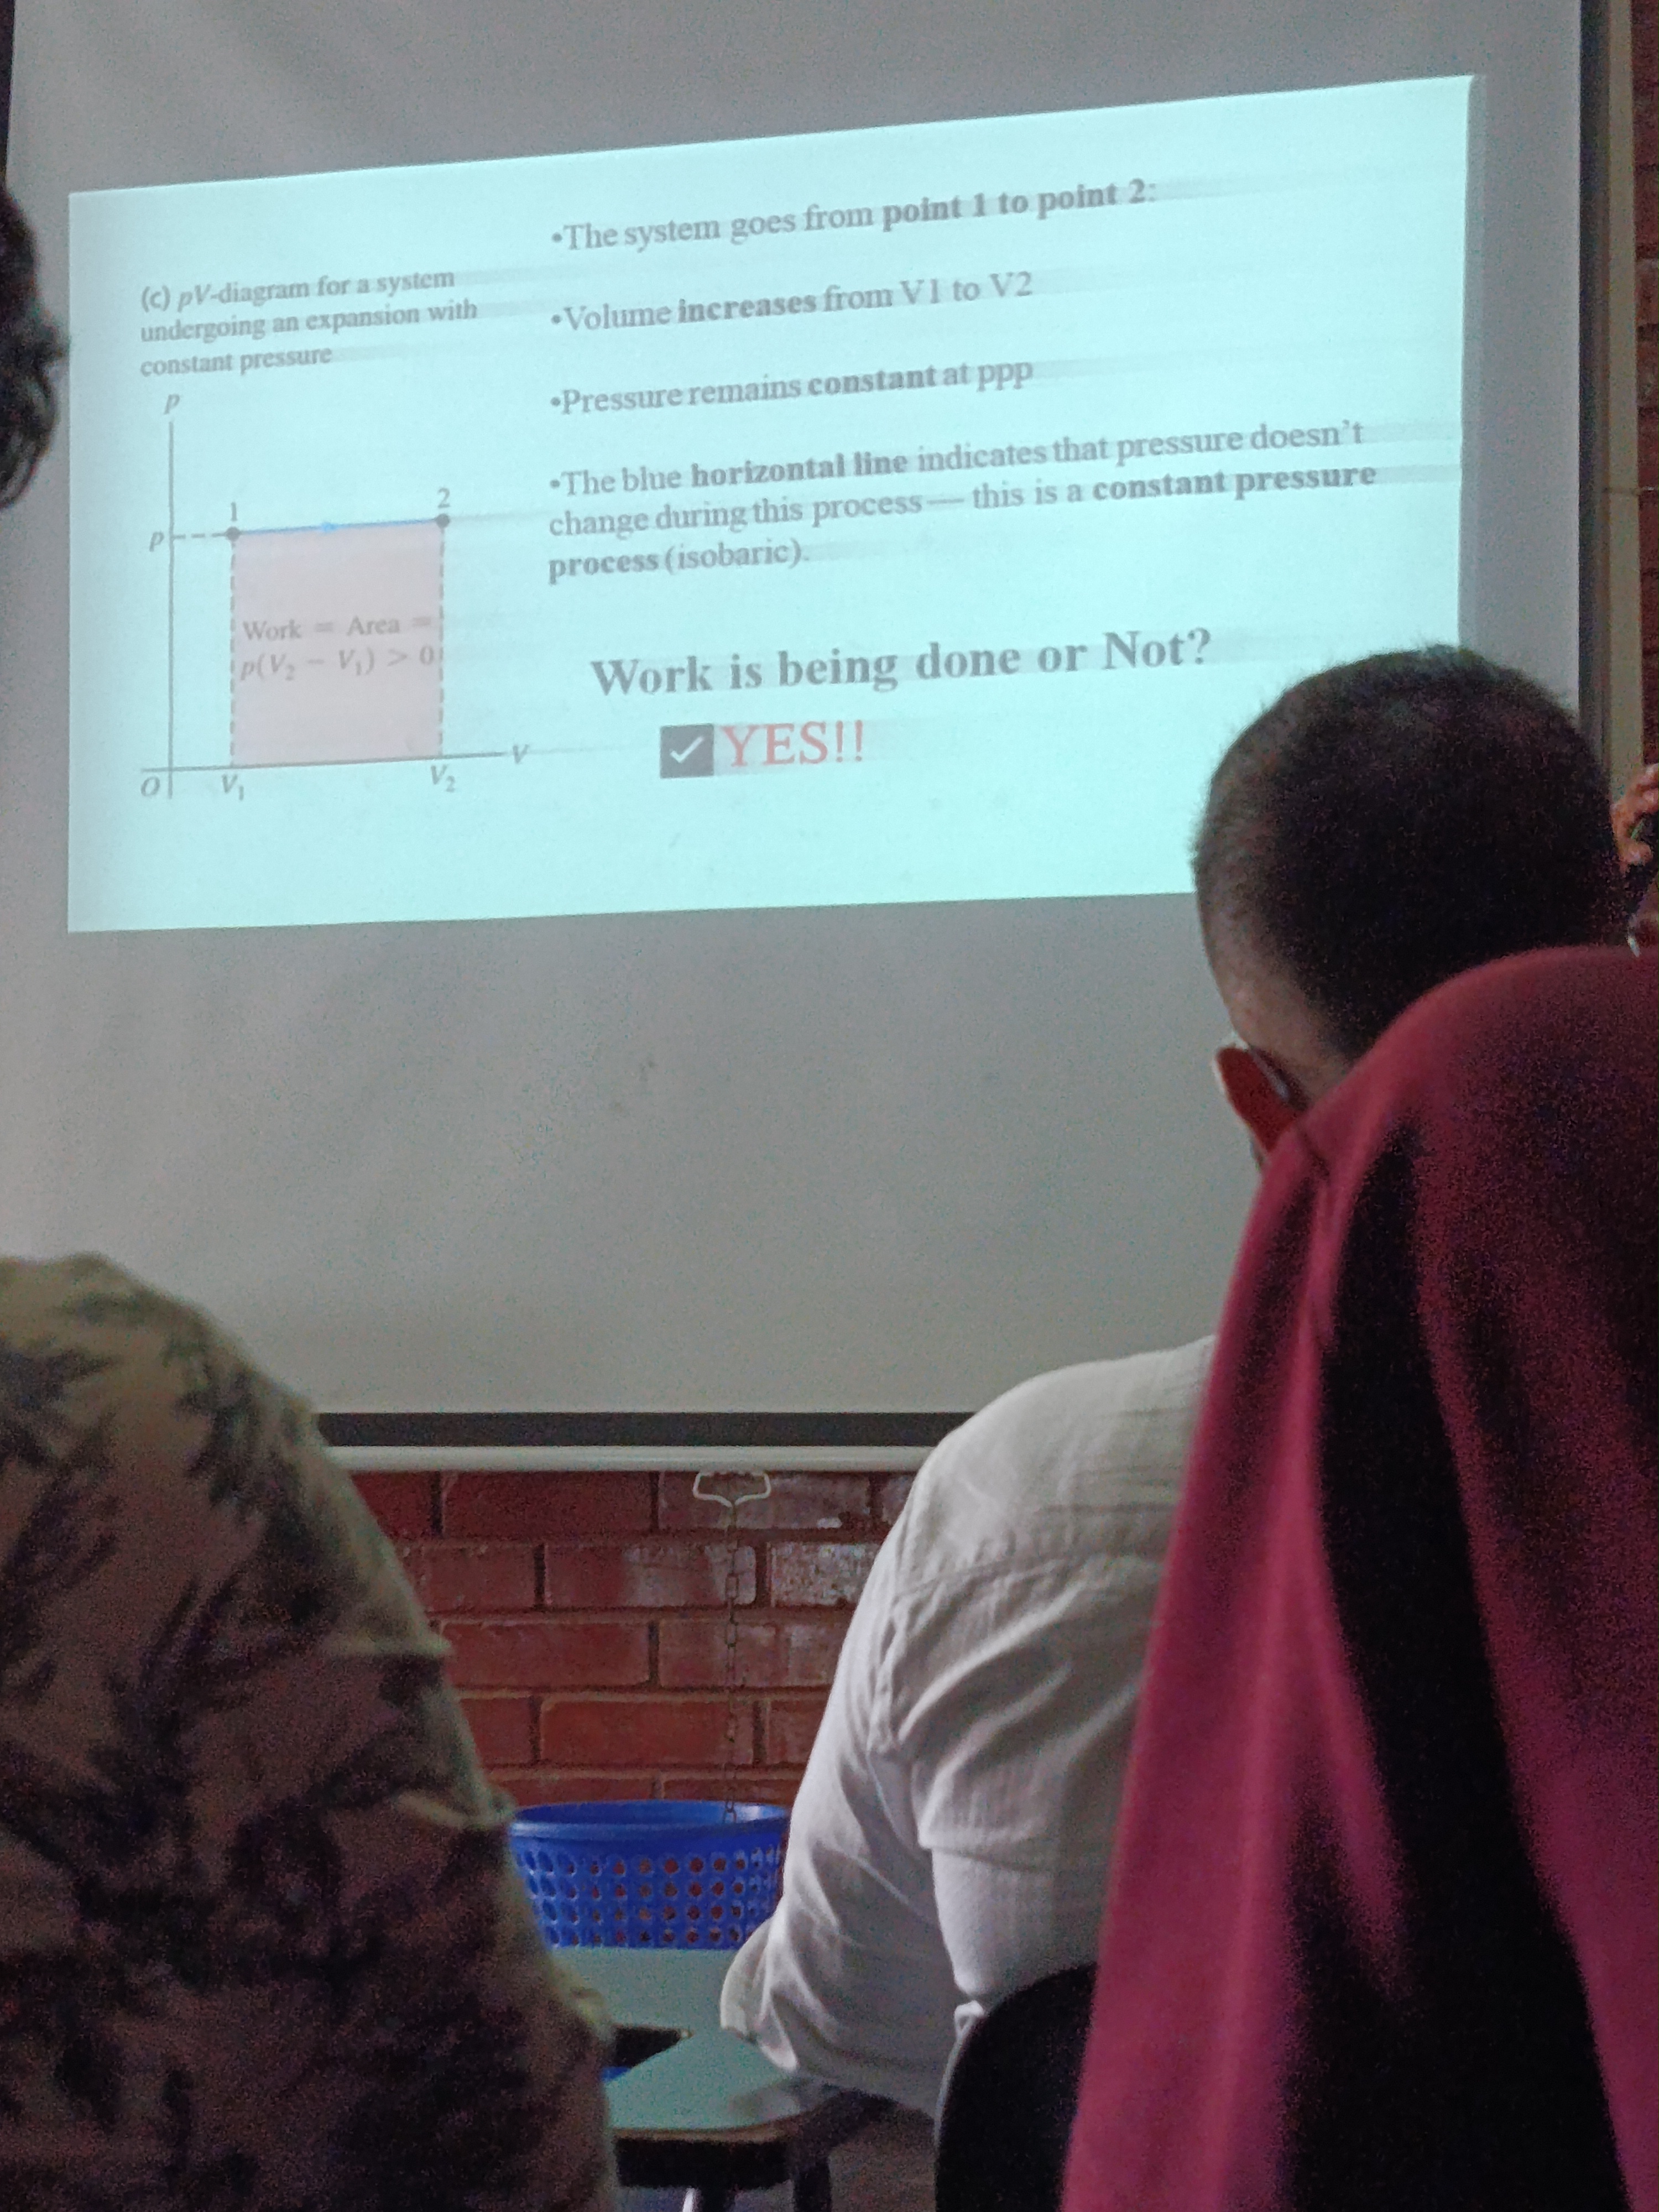 (c) pV-diagram for a system
undergoing an expansion with
constant pressure
p
1
2
p
Work = Area =
p(V₂ − V₁) > 0
O
V₁
V₂
V
•The system goes from point 1 to point 2:
•Volume increases from V1 to V2
•Pressure remains constant at ppp
•The blue horizontal line indicates that pressure doesn't
change during this process— this is a constant pressure
process (isobaric).
Work is being done or Not?
YES!!